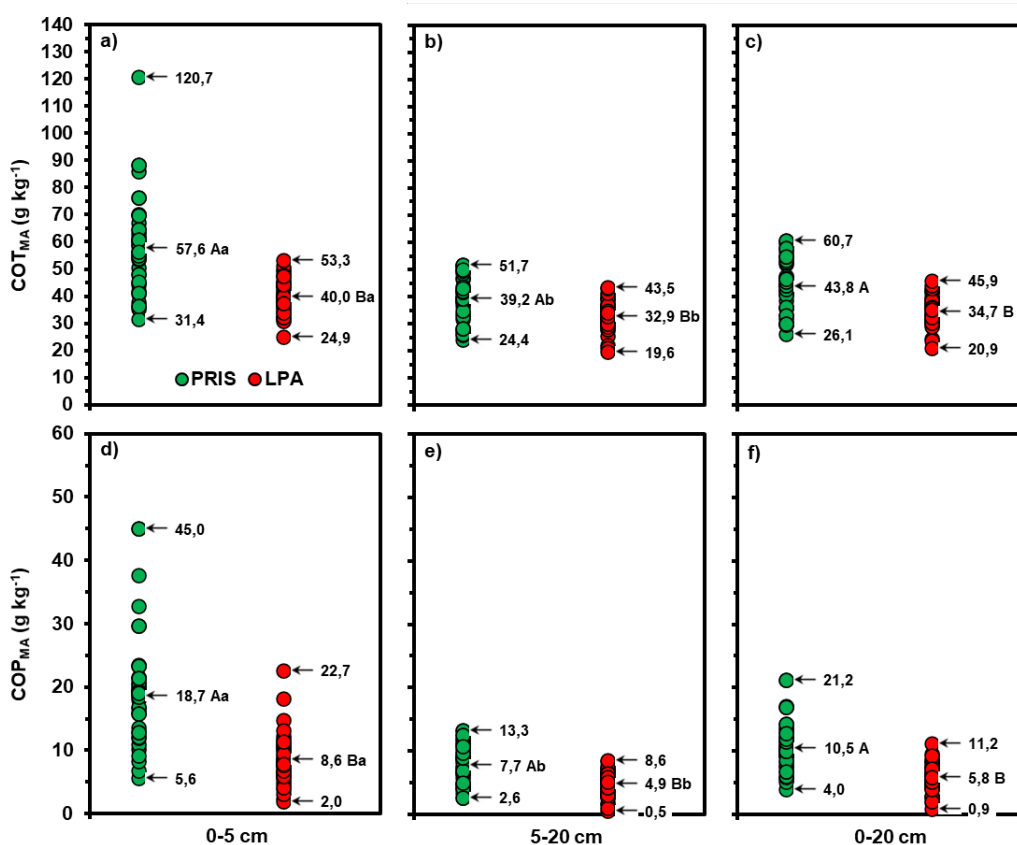 COT_MA (g kg⁻¹)
140
130
120
110
100
90
80
70
60
50
40
30
20
10
0
a)
120,7
57,6 Aa
31,4
53,3
40,0 Ba
24,9
PRIS LPA
b)
51,7
39,2 Ab
24,4
43,5
32,9 Bb
19,6
c)
60,7
43,8 A
26,1
45,9
34,7 B
20,9
COP_MA (g kg⁻¹)
60
50
40
30
20
10
0
d)
45,0
18,7 Aa
5,6
22,7
8,6 Ba
2,0
0-5 cm
e)
13,3
7,7 Ab
2,6
8,6
4,9 Bb
0,5
5-20 cm
f)
21,2
10,5 A
4,0
11,2
5,8 B
0,9
0-20 cm